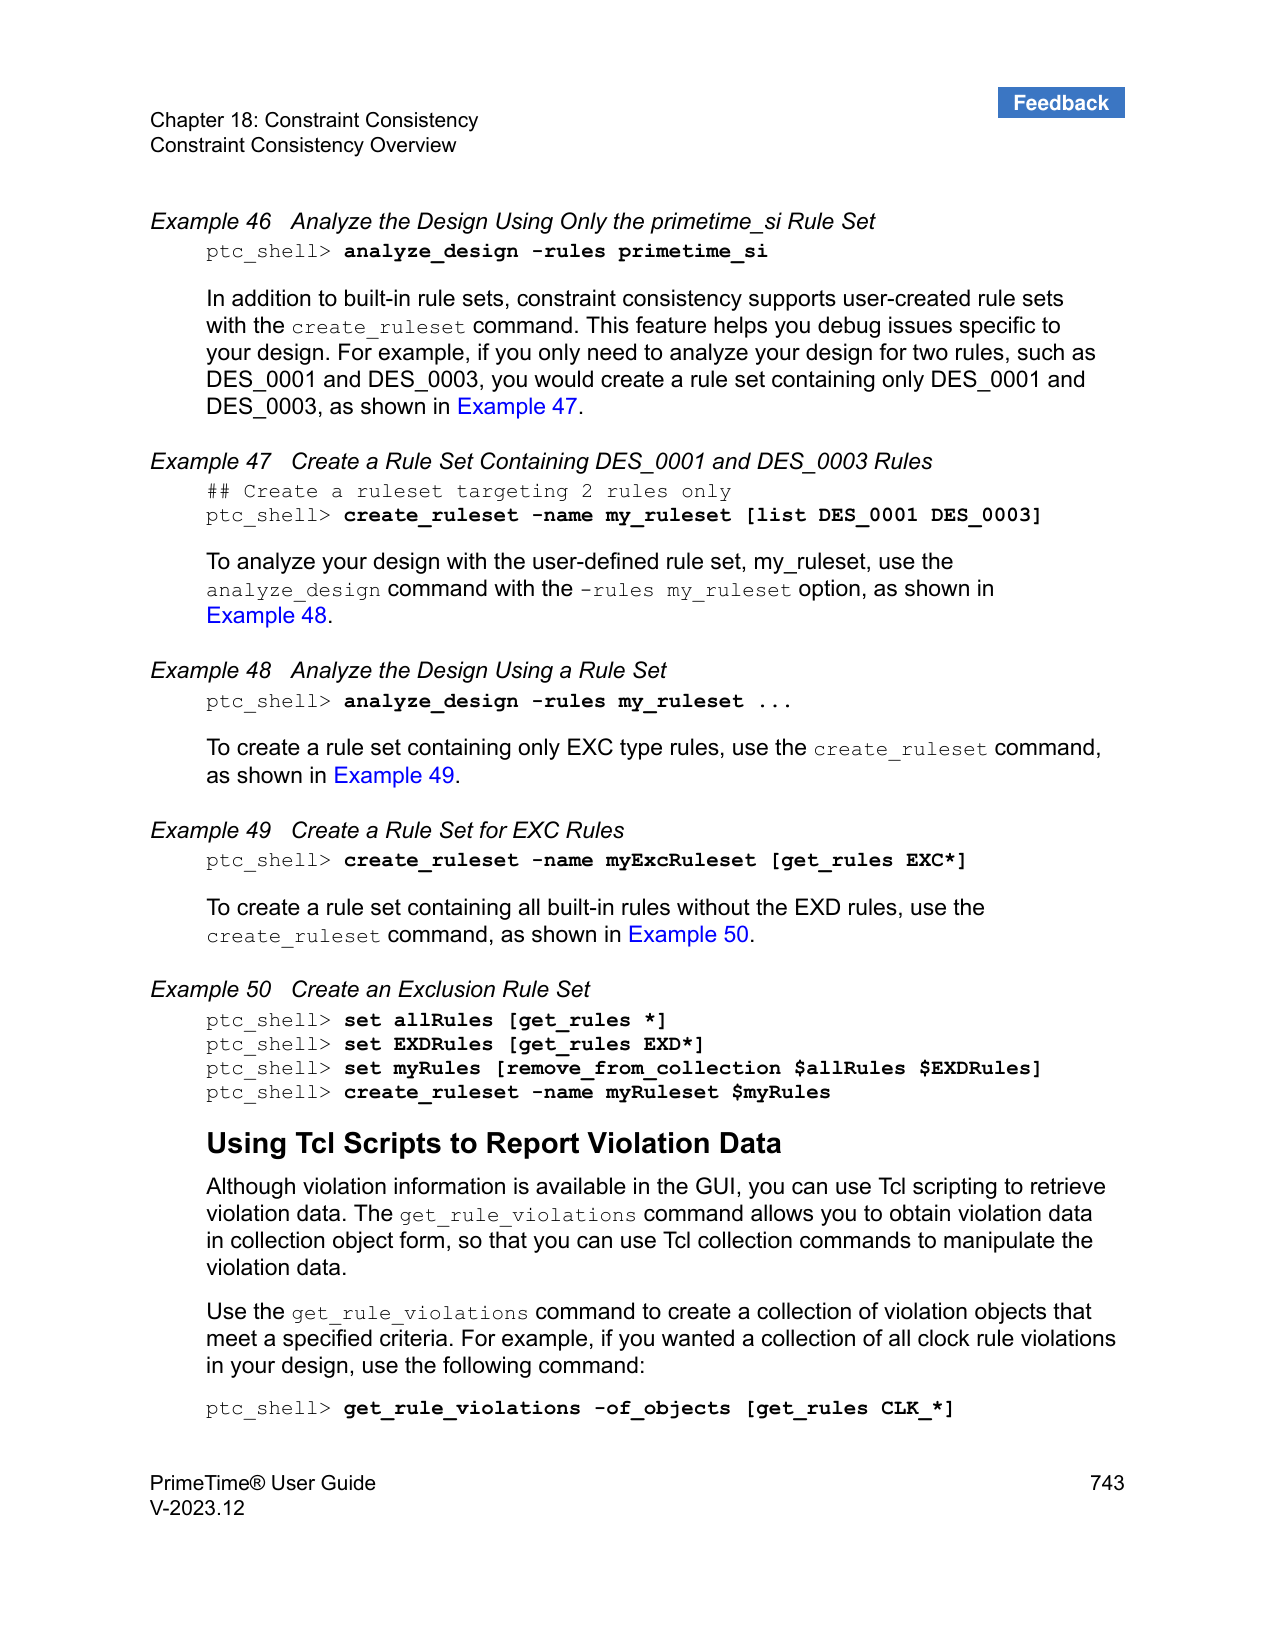 Feedback
Chapter 18: Constraint Consistency
Constraint Consistency Overview
Example 46 Analyze the Design Using Only the primetime_si Rule Set
ptc_shell> analyze_design -rules primetime_si
In addition to built-in rule sets, constraint consistency supports user-created rule sets
with the create_ruleset command. This feature helps you debug issues specific to
your design. For example, if you only need to analyze your design for two rules, such as
DES_0001 and DES_0003, you would create a rule set containing only DES_0001 and
DES_0003, as shown in Example 47.
Example 47 Create a Rule Set Containing DES_0001 and DES_0003 Rules
## Create a ruleset targeting 2 rules only
ptc_shell> create_ruleset -name my_ruleset [list DES_0001 DES_0003]
To analyze your design with the user-defined rule set, my_ruleset, use the
analyze_design command with the -rules my_ruleset option, as shown in
Example 48.
Example 48 Analyze the Design Using a Rule Set
ptc_shell> analyze_design -rules my_ruleset ...
To create a rule set containing only EXC type rules, use the create_ruleset command,
as shown in Example 49.
Example 49 Create a Rule Set for EXC Rules
ptc_shell> create_ruleset -name myExcRuleset [get_rules EXC*]
To create a rule set containing all built-in rules without the EXD rules, use the
create_ruleset command, as shown in Example 50.
Example 50 Create an Exclusion Rule Set
ptc_shell> set allRules [get_rules *]
ptc_shell> set EXDRules [get_rules EXD*]
ptc_shell> set myRules [remove_from_collection $allRules $EXDRules]
ptc_shell> create_ruleset -name myRuleset $myRules
Using Tcl Scripts to Report Violation Data
Although violation information is available in the GUI, you can use Tcl scripting to retrieve
violation data. The get_rule_violations command allows you to obtain violation data
in collection object form, so that you can use Tcl collection commands to manipulate the
violation data.
Use the get_rule_violations command to create a collection of violation objects that
meet a specified criteria. For example, if you wanted a collection of all clock rule violations
in your design, use the following command:
ptc_shell> get_rule_violations -of_objects [get_rules CLK_*]
PrimeTime® User Guide 743
V-2023.12